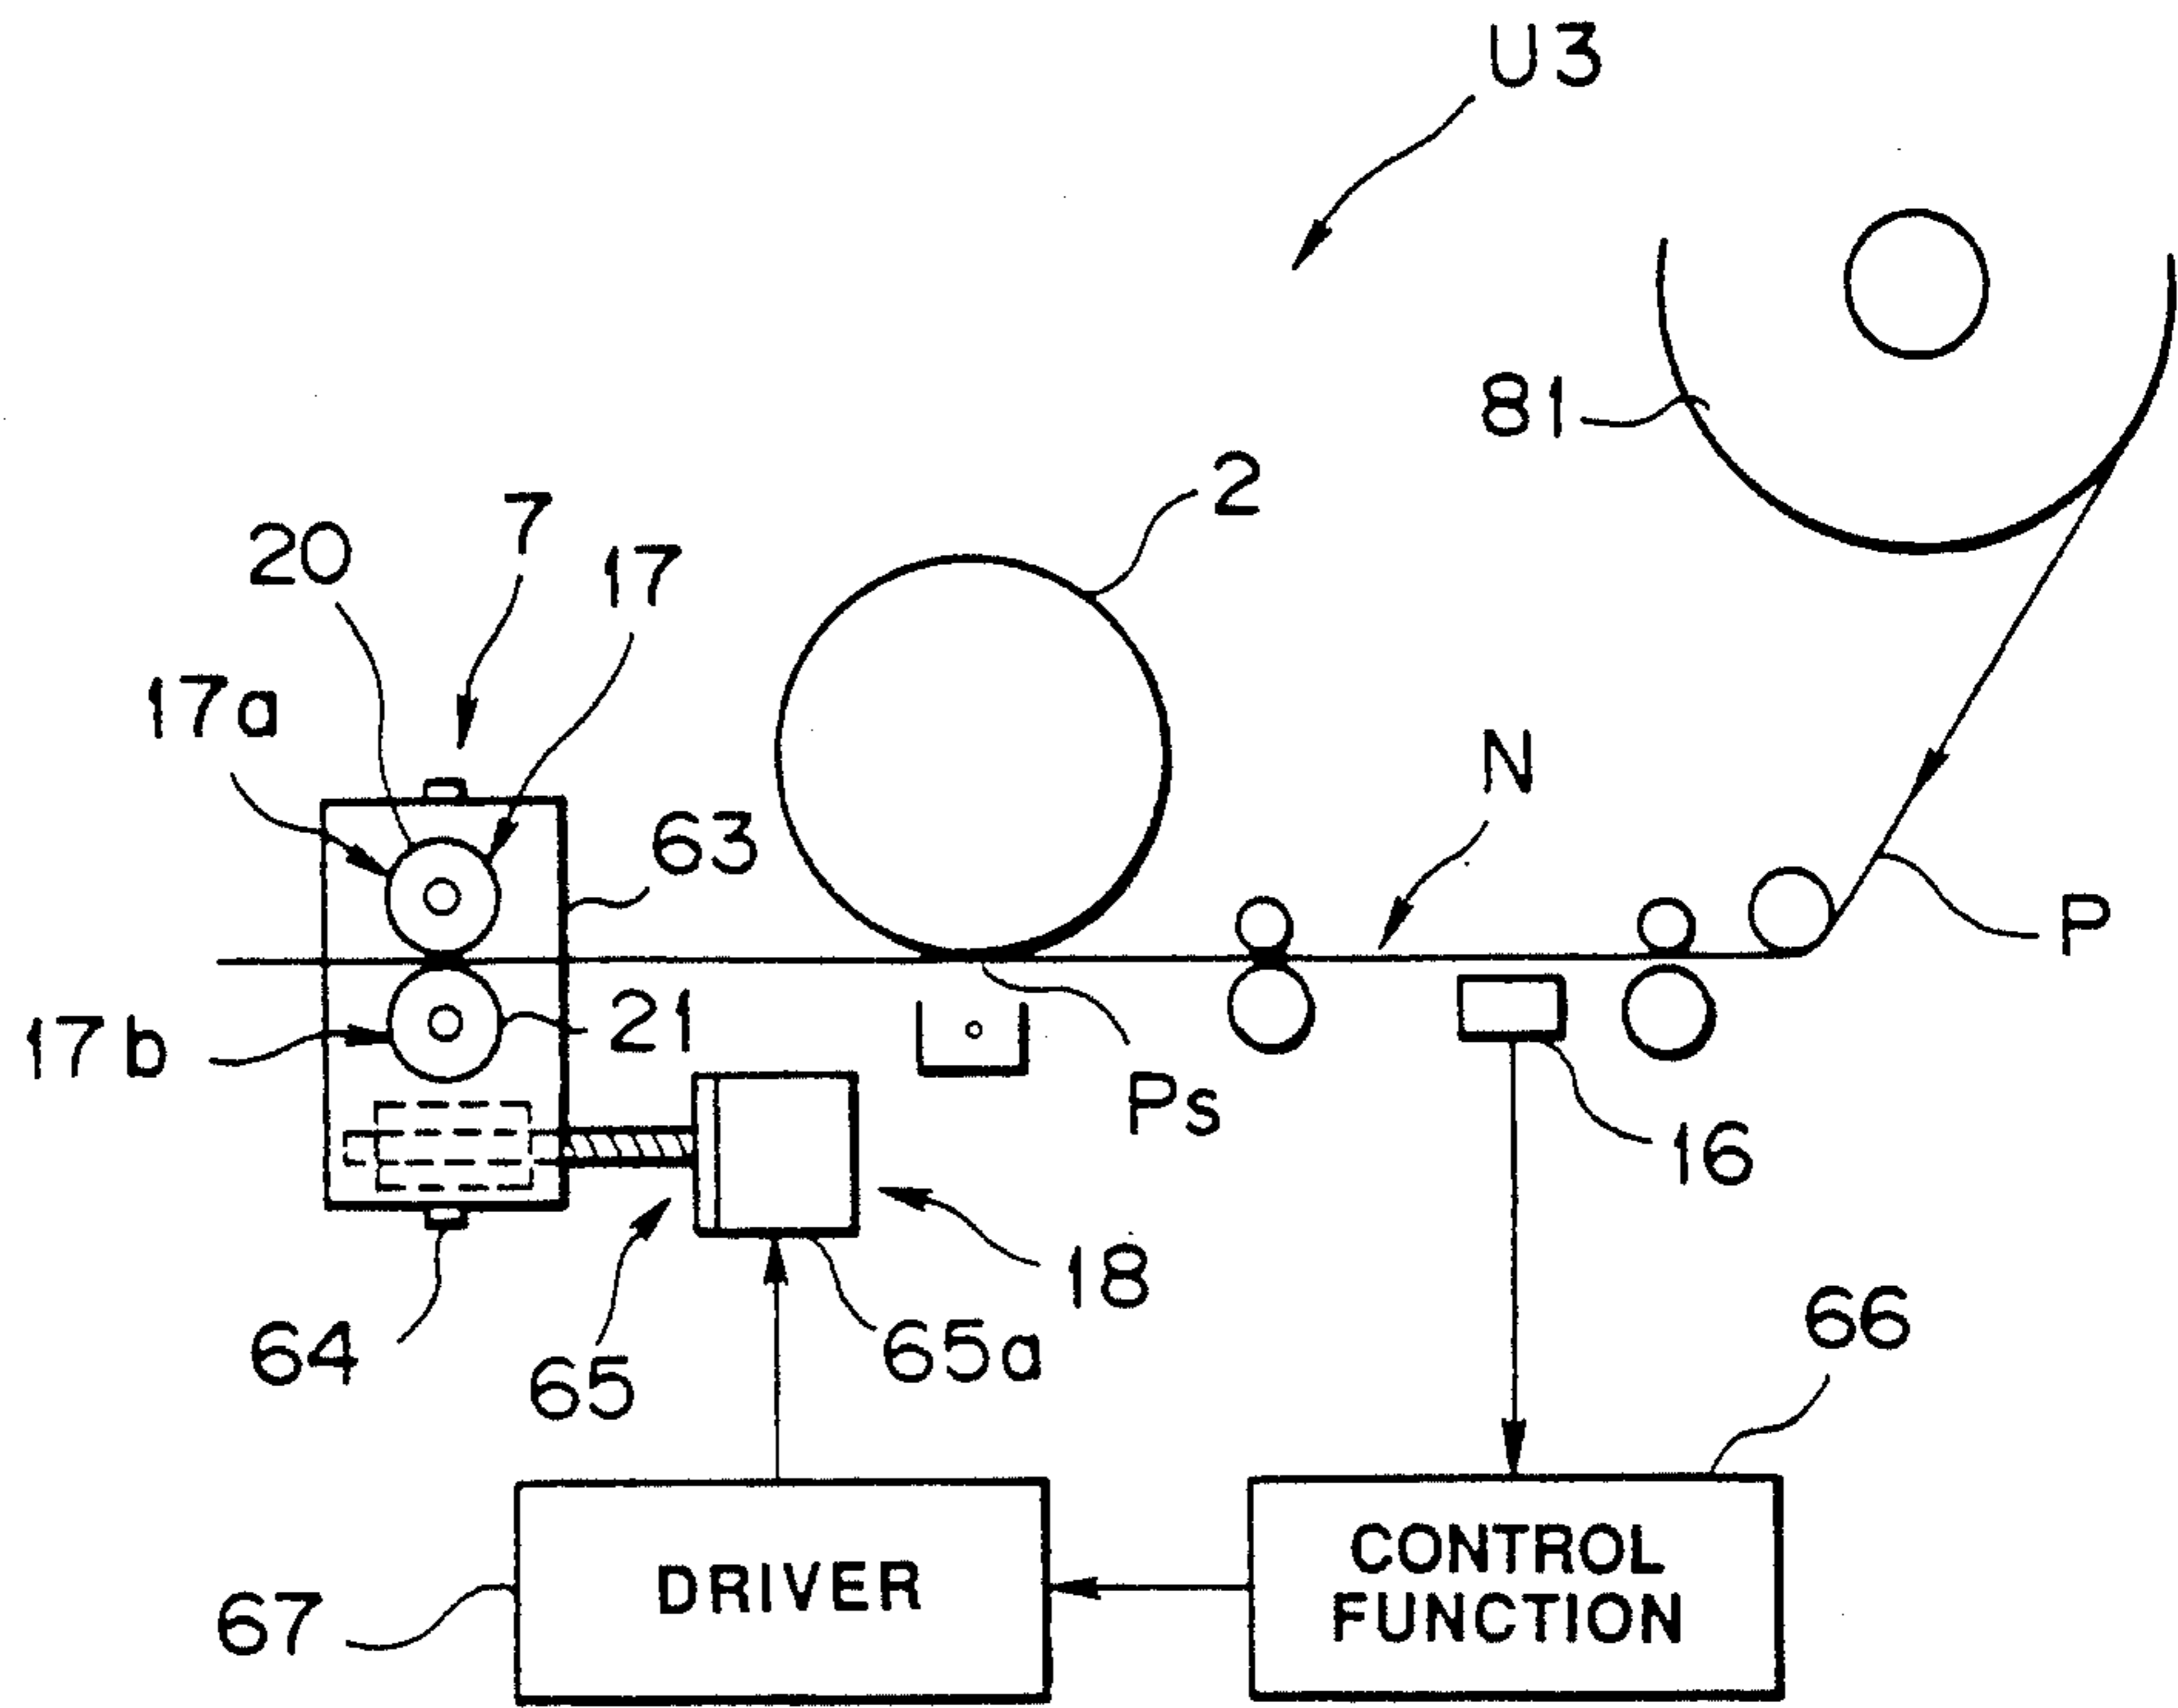 U3
81
2
7
20
17
17a
N
63
P
21
17b
Ps
16
18
64
65a
66
65
CONTROL
FUNCTION
DRIVER
67